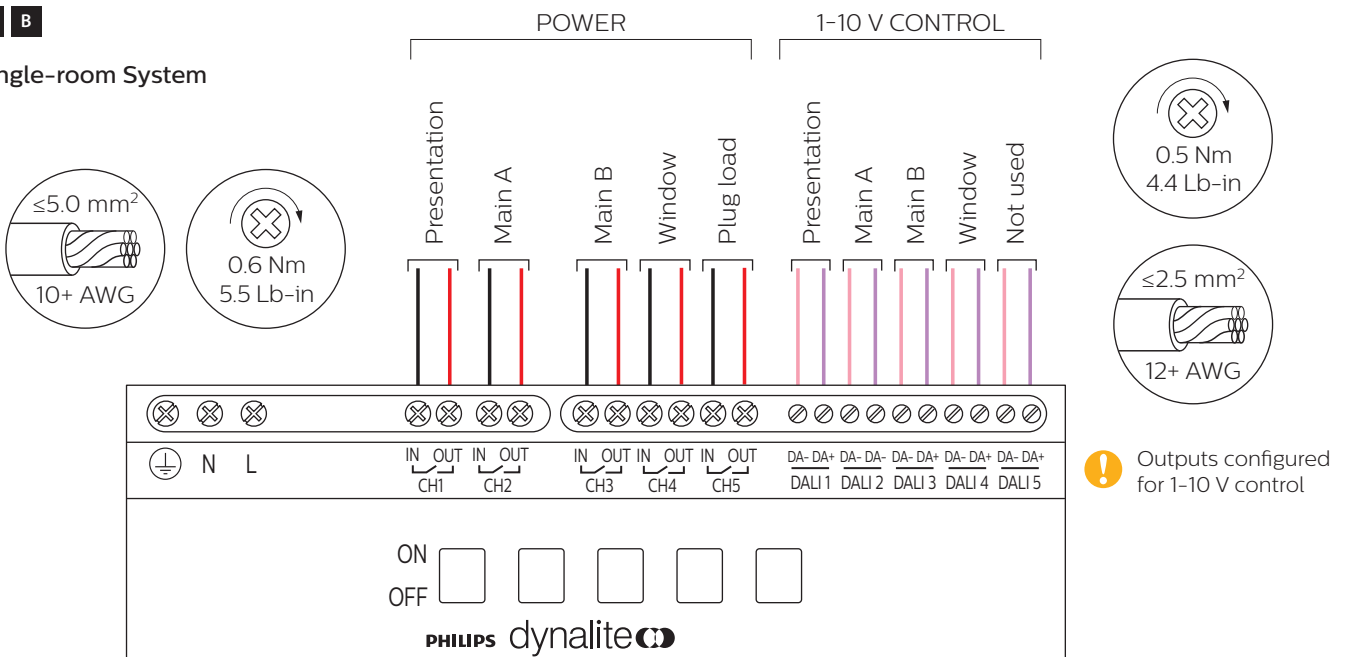 B
POWER
1-10 V CONTROL
ngle-room System
Presentation
Main A
Main B
Window
Plug load
Presentation
Main A
Main B
Window
Not used
≤5.0 mm²
10+ AWG
0.6 Nm
5.5 Lb-in
0.5 Nm
4.4 Lb-in
≤2.5 mm²
12+ AWG
N L
IN OUT IN OUT IN OUT IN OUT IN OUT
CH1 CH2 CH3 CH4 CH5
DA- DA+ DA- DA- DA- DA+ DA- DA+ DA- DA+
DALI 1 DALI 2 DALI 3 DALI 4 DALI 5
! Outputs configured
for 1-10 V control
ON
OFF
PHILIPS dynalite